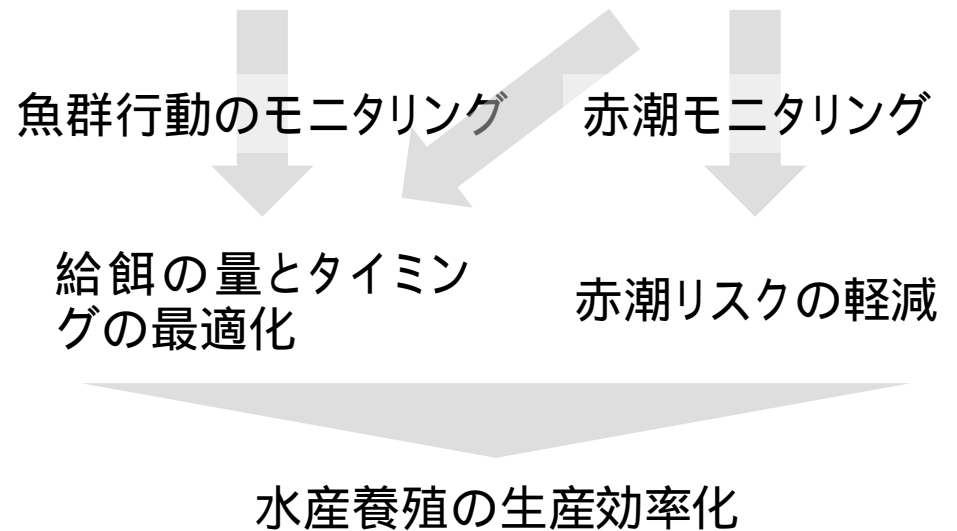 魚群行動のモニタリング
赤潮モニタリング
給餌の量とタイミン
グの最適化
赤潮リスクの軽減
水産養殖の生産効率化